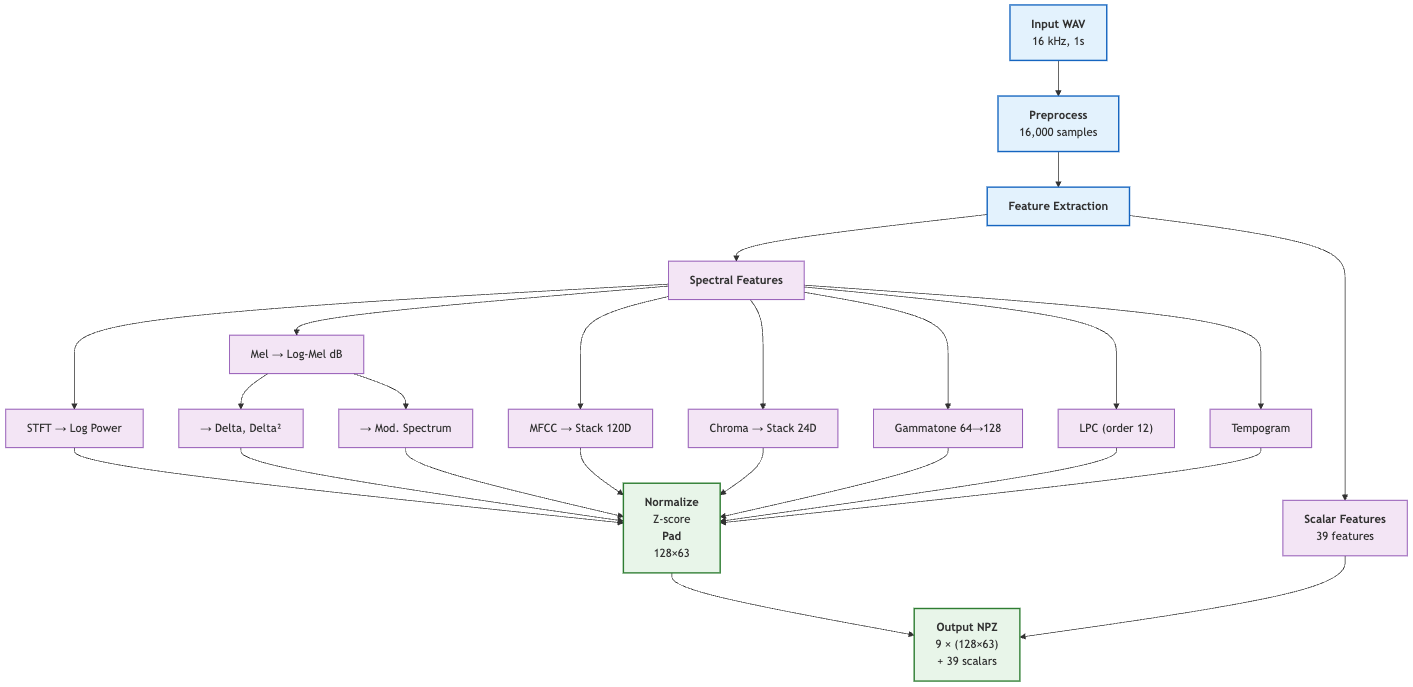 Input WAV
16 kHz, 1s
Preprocess
16,000 samples
Feature Extraction
Spectral Features
Mel → Log-Mel dB
STFT → Log Power
→ Delta, Delta²
→ Mod. Spectrum
MFCC → Stack 120D
Chroma → Stack 24D
Gammatone 64→128
LPC (order 12)
Tempogram
Normalize
Z-score
Pad
128×63
Scalar Features
39 features
Output NPZ
9 × (128×63)
+ 39 scalars